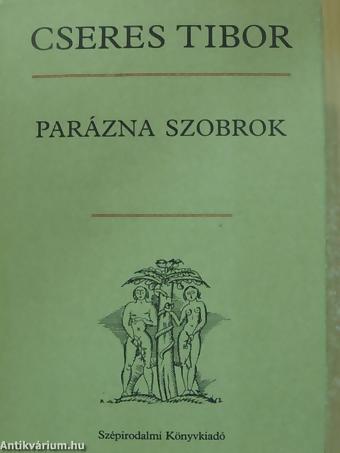 CSERES TIBOR
PARÁZNA SZOBROK
Szépirodalmi Könyvkiadó
Antikvárium.hu